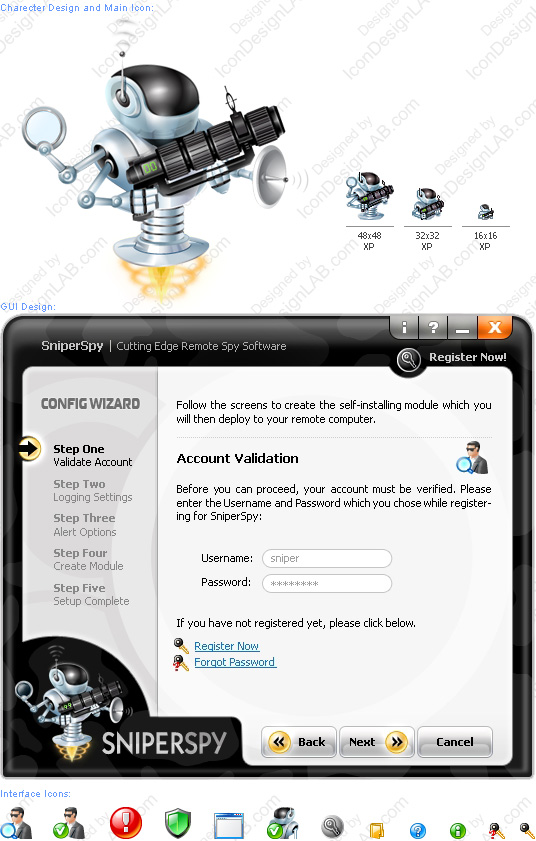 Charecter Design and Main Icon:
Designed by
IconDesignLAB.com
48x48
XP
32x32
XP
16x16
XP
GUI Design:
SniperSpy | Cutting Edge Remote Spy Software
i ? X
Register Now!
CONFIG WIZARD
Step One
Validate Account
Step Two
Logging Settings
Step Three
Alert Options
Step Four
Create Module
Step Five
Setup Complete
Follow the screens to create the self-installing module which you
will then deploy to your remote computer.
Account Validation
Before you can proceed, your account must be verified. Please
enter the Username and Password which you chose while register-
ing for SniperSpy:
Username: sniper
Password: ********
If you have not registered yet, please click below.
Register Now
Forgot Password
SNIPERSPY
Back
Next
Cancel
Interface Icons: